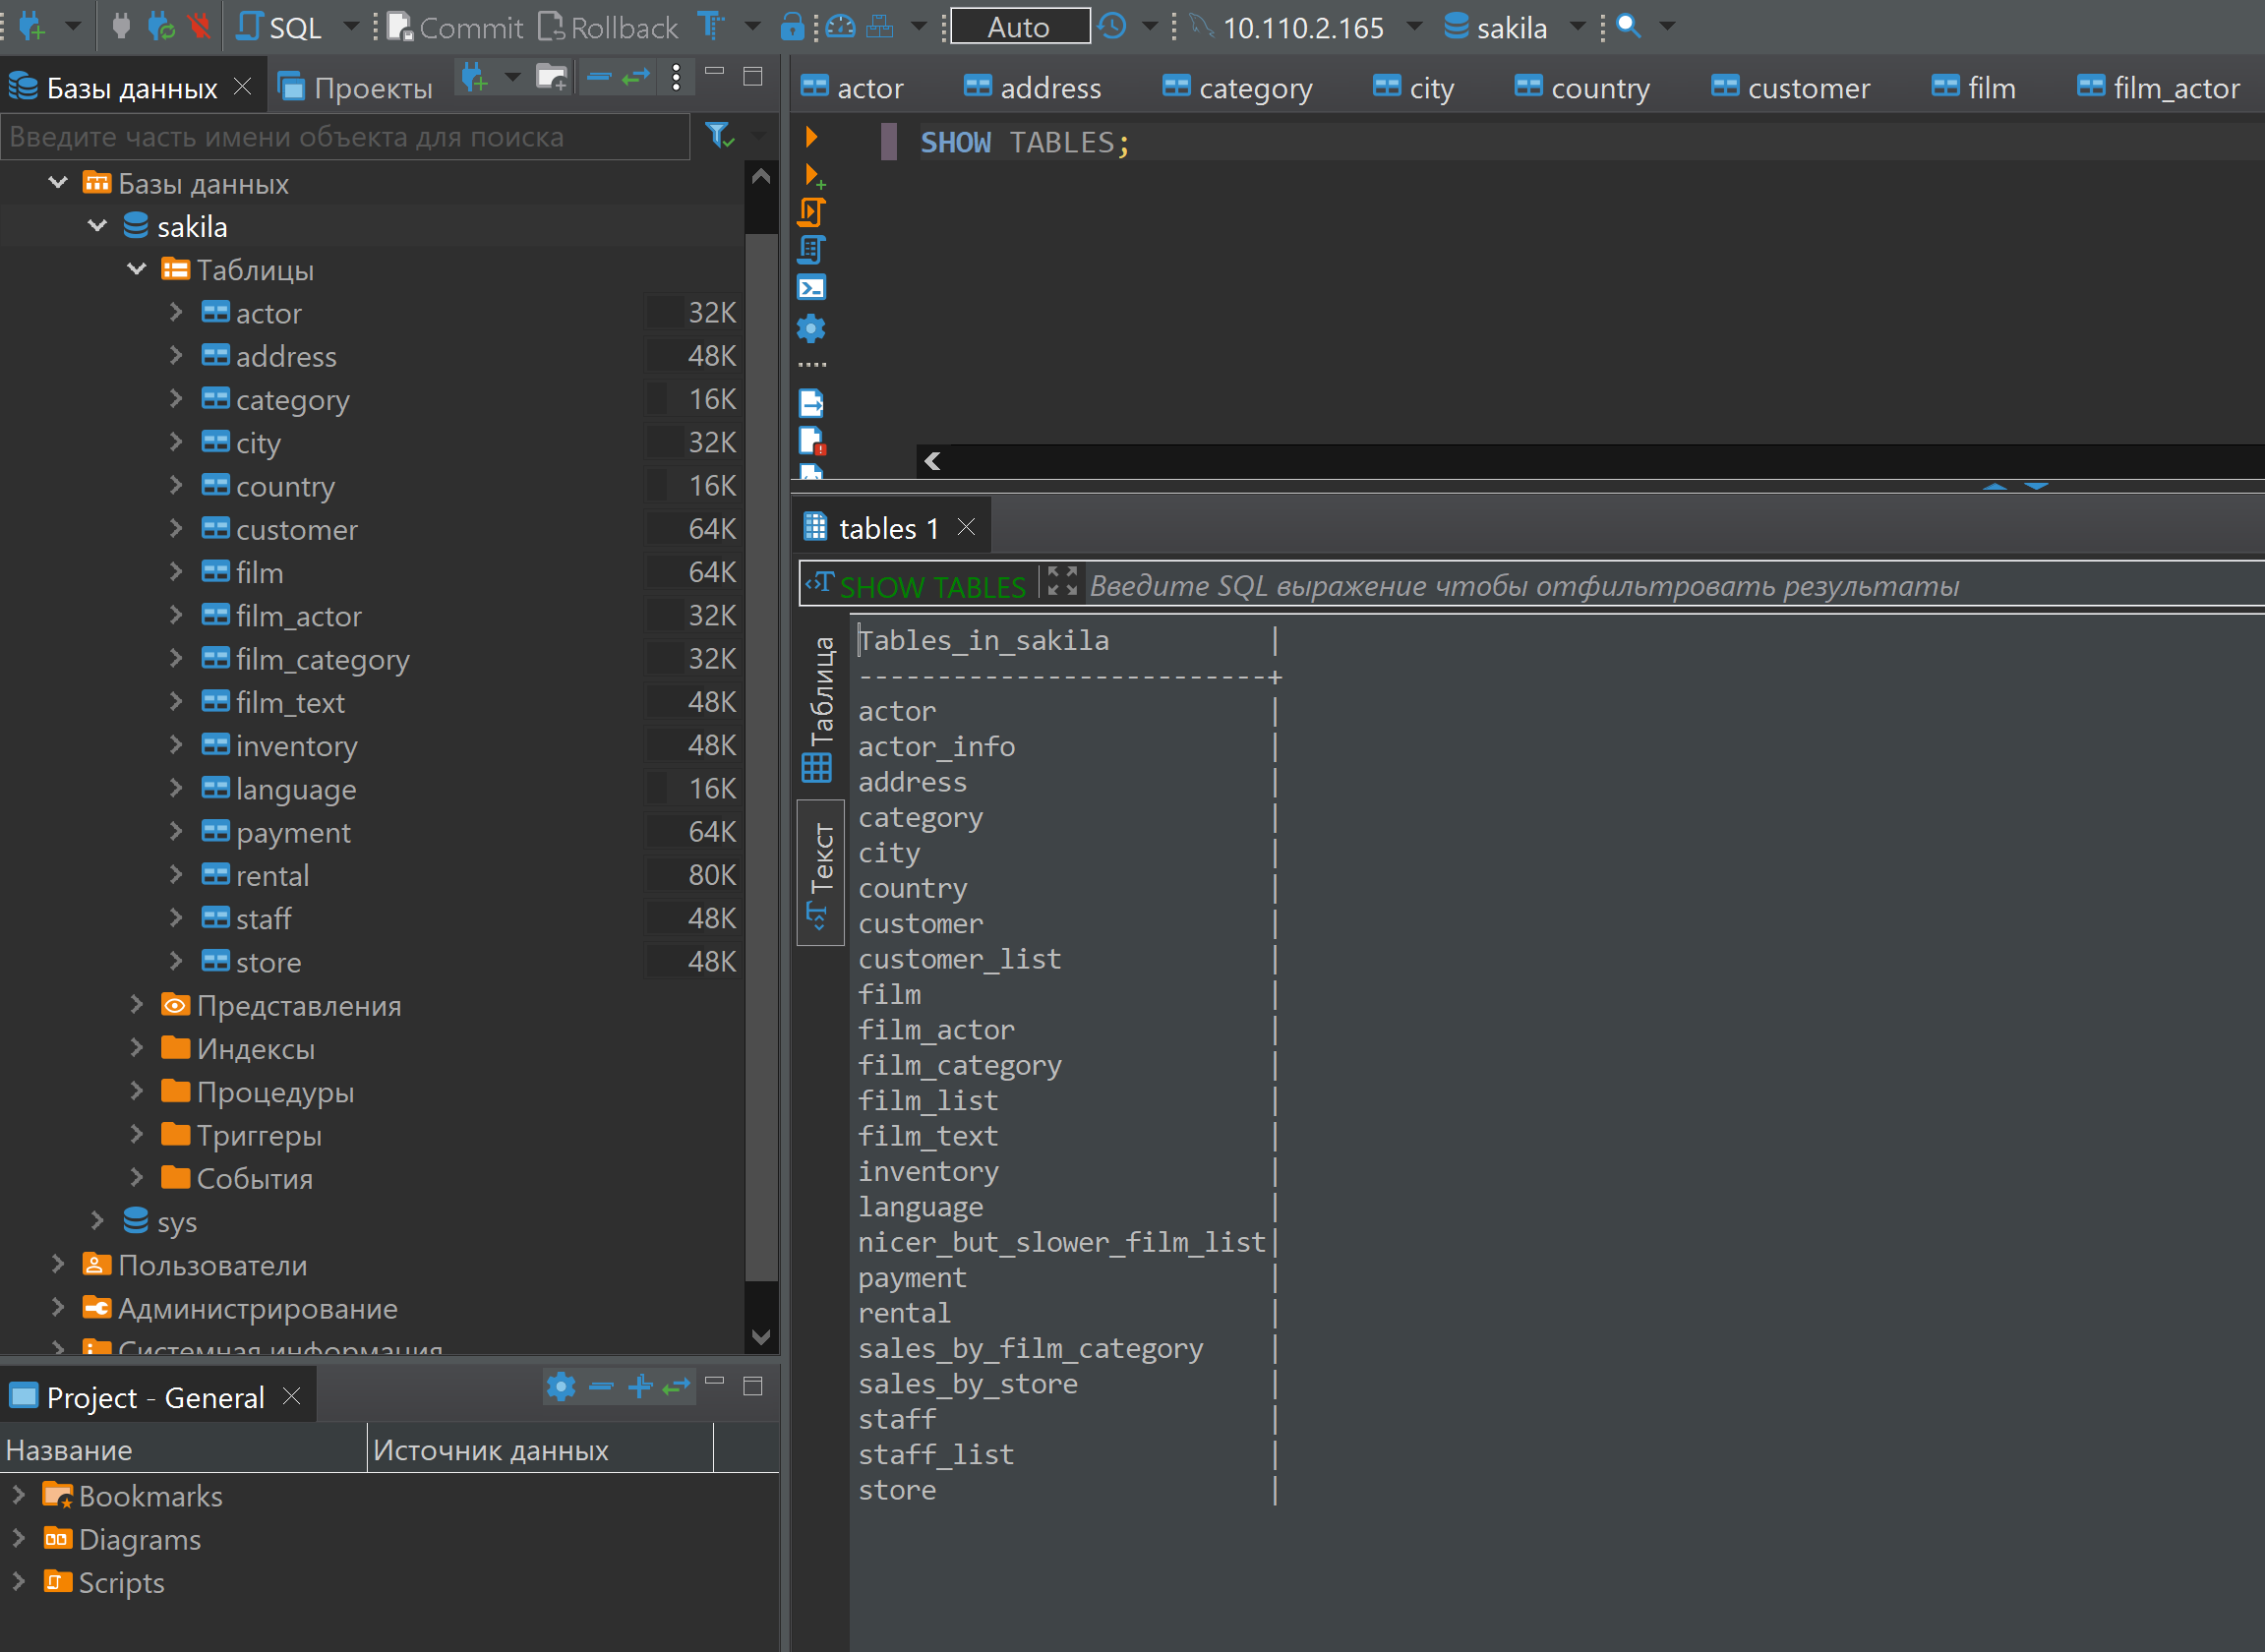 SQL Commit Rollback Auto 10.110.2.165 sakila
Базы данных Проекты
Введите часть имени объекта для поиска
Базы данных
sakila
Таблицы
actor 32K
address 48K
category 16K
city 32K
country 16K
customer 64K
film 64K
film_actor 32K
film_category 32K
film_text 48K
inventory 48K
language 16K
payment 64K
rental 80K
staff 48K
store 48K
Представления
Индексы
Процедуры
Триггеры
События
sys
Пользователи
Администрирование
Системная информация
Project - General
Название Источник данных
Bookmarks
Diagrams
Scripts
actor address category city country customer film film_actor
SHOW TABLES;
tables 1
SHOW TABLES Введите SQL выражение чтобы отфильтровать результаты
Таблица
Текст
Tables_in_sakila |
--------------------------+
actor |
actor_info |
address |
category |
city |
country |
customer |
customer_list |
film |
film_actor |
film_category |
film_list |
film_text |
inventory |
language |
nicer_but_slower_film_list|
payment |
rental |
sales_by_film_category |
sales_by_store |
staff |
staff_list |
store |